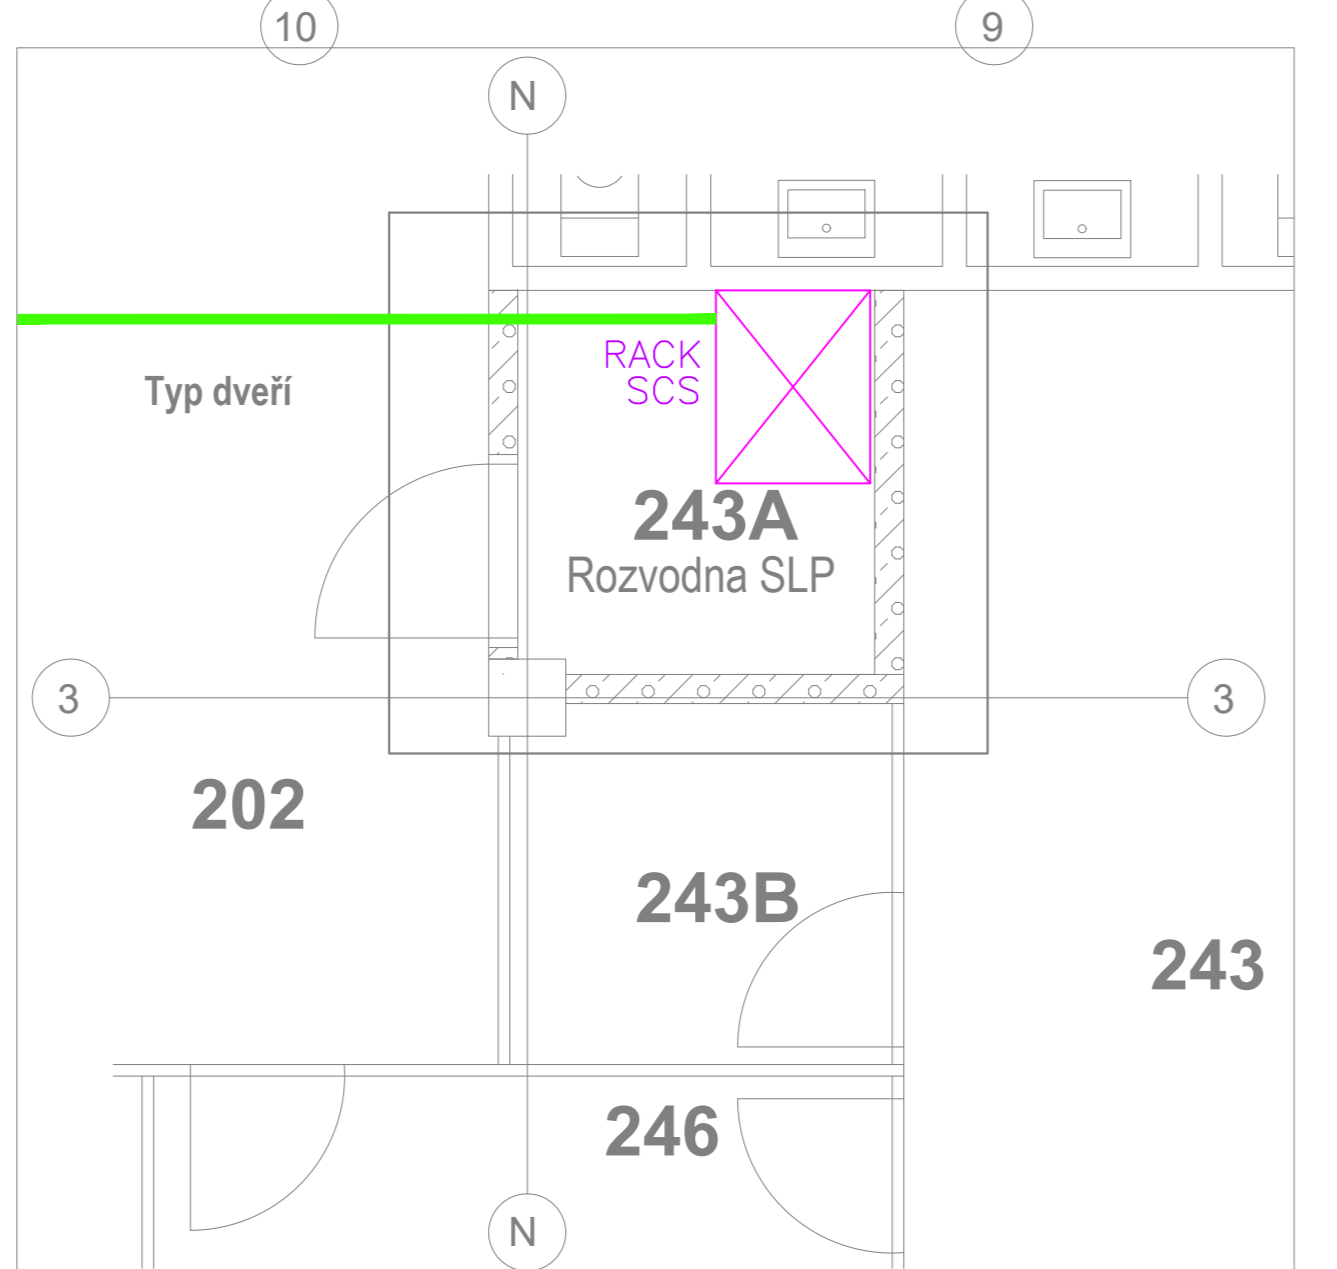 10
9
N
RACK
SCS
Typ dveří
243A
Rozvodna SLP
3
3
202
243B
243
246
N